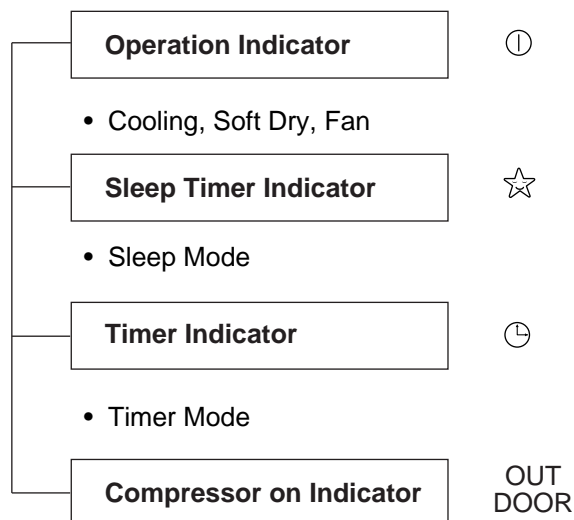 Operation Indicator
• Cooling, Soft Dry, Fan
Sleep Timer Indicator
• Sleep Mode
Timer Indicator
• Timer Mode
Compressor on Indicator
OUT
DOOR